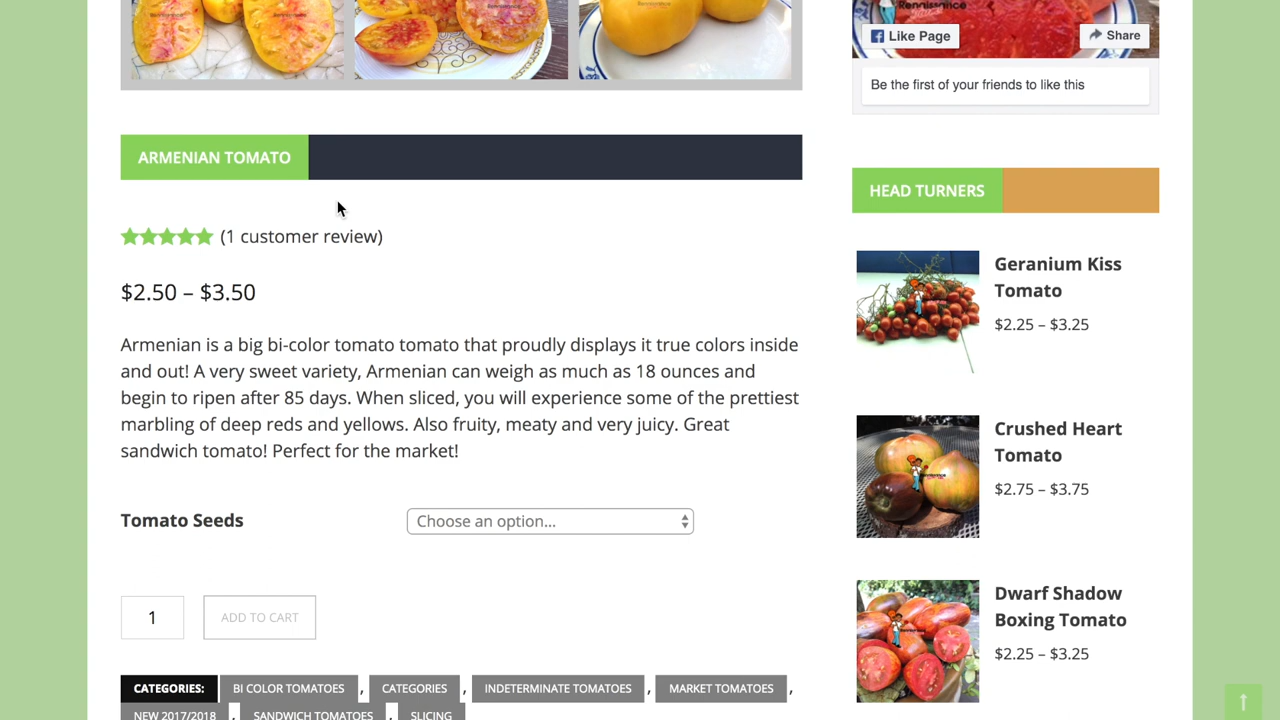 Renaissance
Renaissance
Like Page
Share
Be the first of your friends to like this
ARMENIAN TOMATO
(1 customer review)
$2.50 – $3.50
Armenian is a big bi-color tomato tomato that proudly displays it true colors inside
and out! A very sweet variety, Armenian can weigh as much as 18 ounces and
begin to ripen after 85 days. When sliced, you will experience some of the prettiest
marbling of deep reds and yellows. Also fruity, meaty and very juicy. Great
sandwich tomato! Perfect for the market!
Tomato Seeds
Choose an option...
1
ADD TO CART
CATEGORIES: BI COLOR TOMATOES , CATEGORIES , INDETERMINATE TOMATOES , MARKET TOMATOES ,
NEW 2017/2018 , SANDWICH TOMATOES , SLICING
HEAD TURNERS
Geranium Kiss
Tomato
$2.25 – $3.25
Crushed Heart
Tomato
$2.75 – $3.75
Dwarf Shadow
Boxing Tomato
$2.25 – $3.25